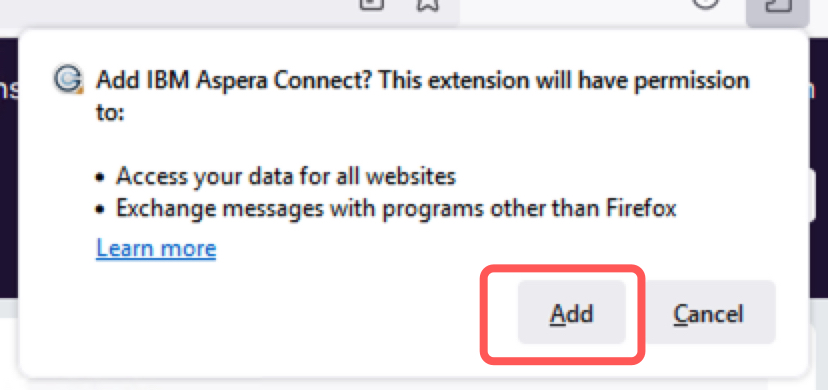 Add IBM Aspera Connect? This extension will have permission
to:
• Access your data for all websites
• Exchange messages with programs other than Firefox
Learn more
Add
Cancel